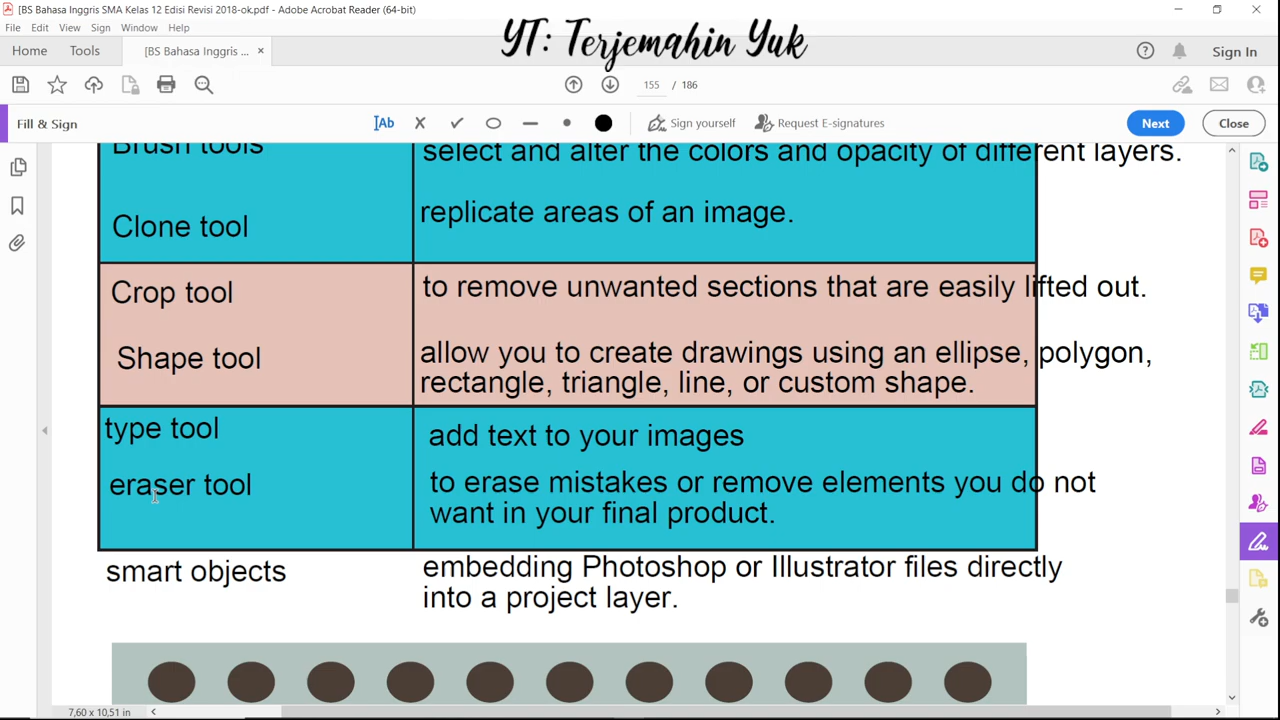 [BS Bahasa Inggris SMA Kelas 12 Edisi Revisi 2018-ok.pdf - Adobe Acrobat Reader (64-bit)
File Edit View Sign Window Help
YT: Terjemahin Yuk
Home Tools [BS Bahasa Inggris ... × Sign In
155 / 186
Fill & Sign Ab Sign yourself Request E-signatures Next Close
Brush tools select and alter the colors and opacity of different layers.
Clone tool replicate areas of an image.
Crop tool to remove unwanted sections that are easily lifted out.
Shape tool allow you to create drawings using an ellipse, polygon,
rectangle, triangle, line, or custom shape.
type tool add text to your images
eraser tool to erase mistakes or remove elements you do not
want in your final product.
smart objects embedding Photoshop or Illustrator files directly
into a project layer.
7,60 x 10,51 in